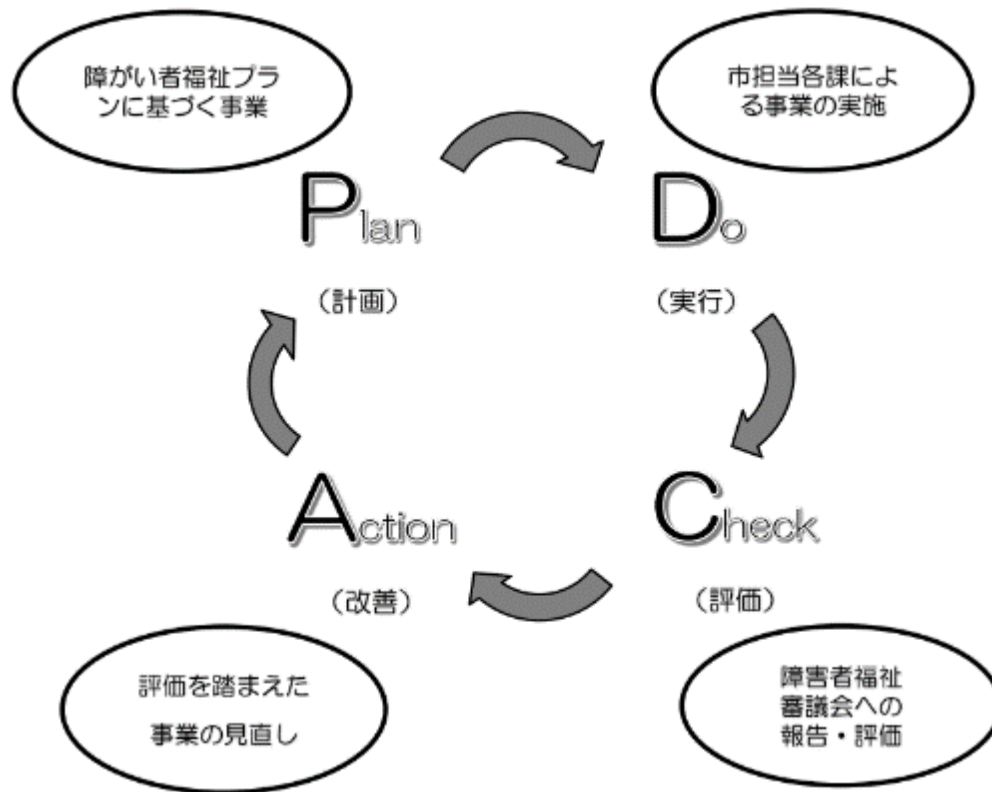 障がい者福祉プラ
ンに基づく事業
市担当各課によ
る事業の実施
Plan
（計画）
Do
（実行）
Action
（改善）
Check
（評価）
評価を踏まえた
事業の見直し
障害者福祉
審議会への
報告・評価